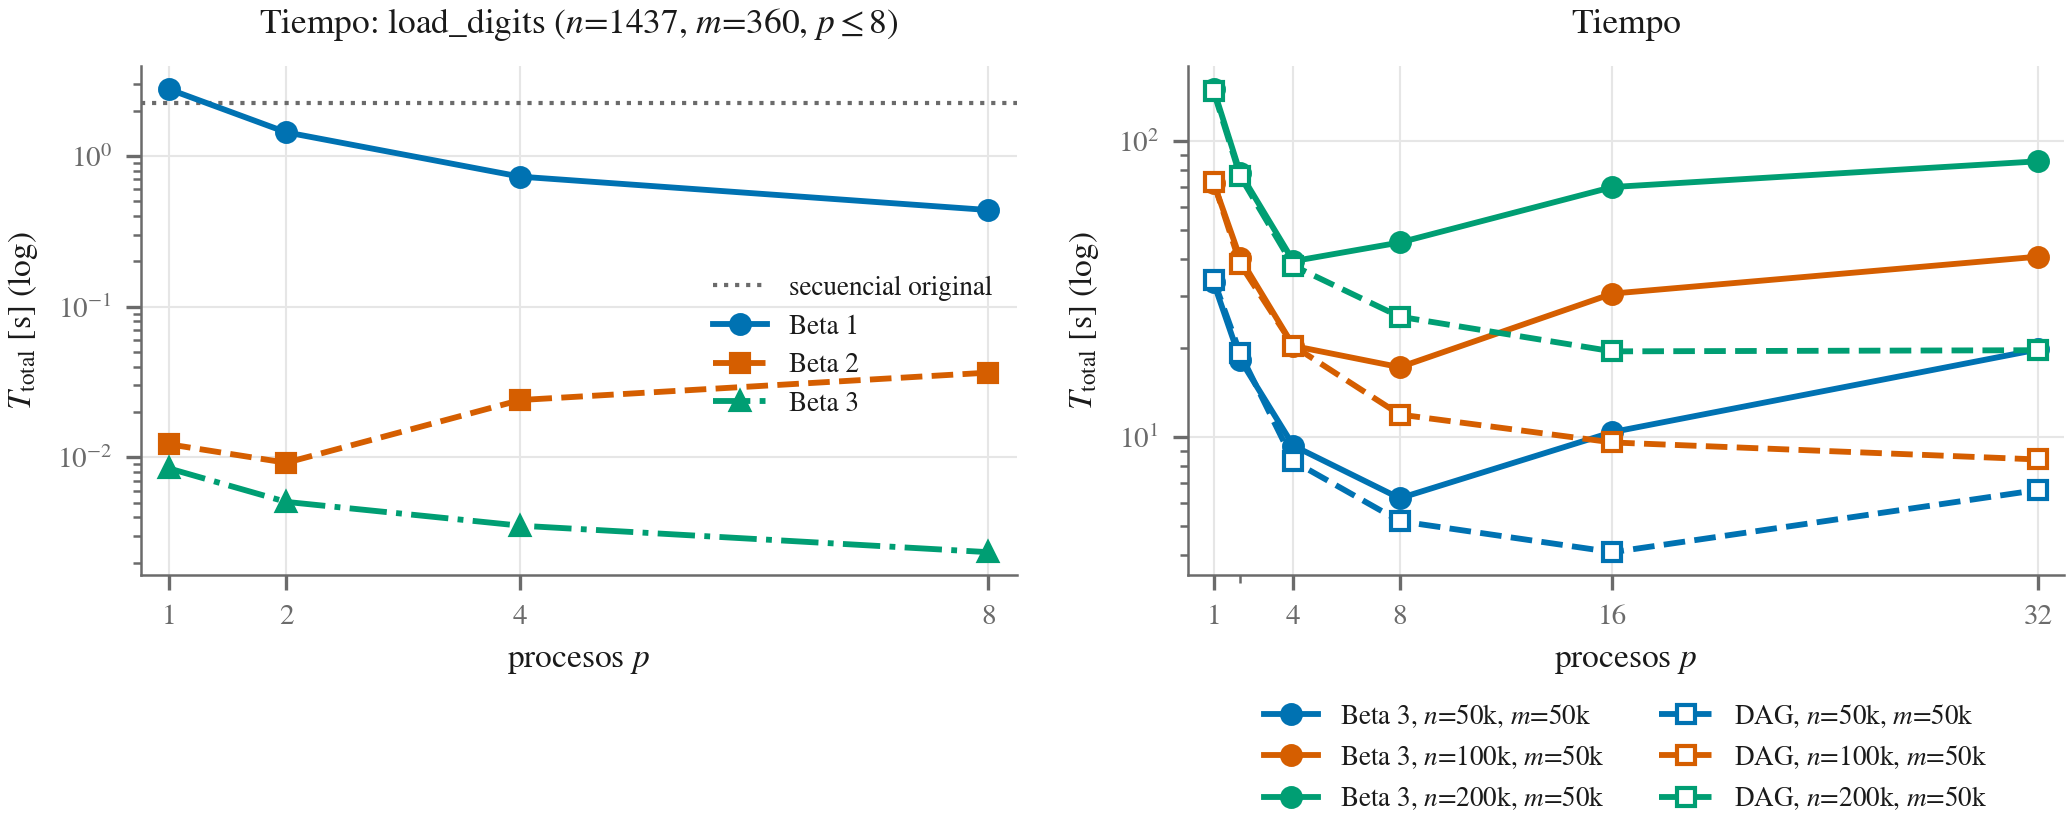 Tiempo: load_digits (n=1437, m=360, p ≤ 8)
T_total [s] (log)
10^0
10^−1
10^−2
secuencial original
Beta 1
Beta 2
Beta 3
1 2 4 8
procesos p
Tiempo
T_total [s] (log)
10^2
10^1
1 4 8 16 32
procesos p
Beta 3, n=50k, m=50k
Beta 3, n=100k, m=50k
Beta 3, n=200k, m=50k
DAG, n=50k, m=50k
DAG, n=100k, m=50k
DAG, n=200k, m=50k